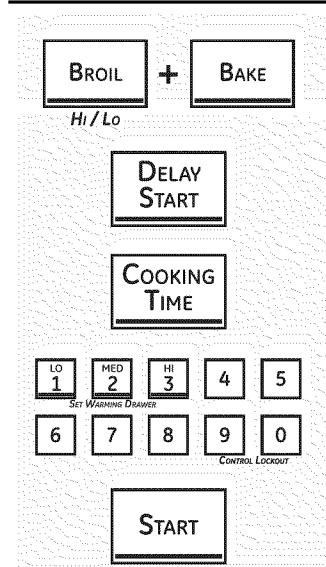 BROIL + BAKE
HI / LO
DELAY
START
COOKING
TIME
LO MED HI
1 2 3 4 5
SET WARMING DRAWER
6 7 8 9 0
CONTROL LOCKOUT
START